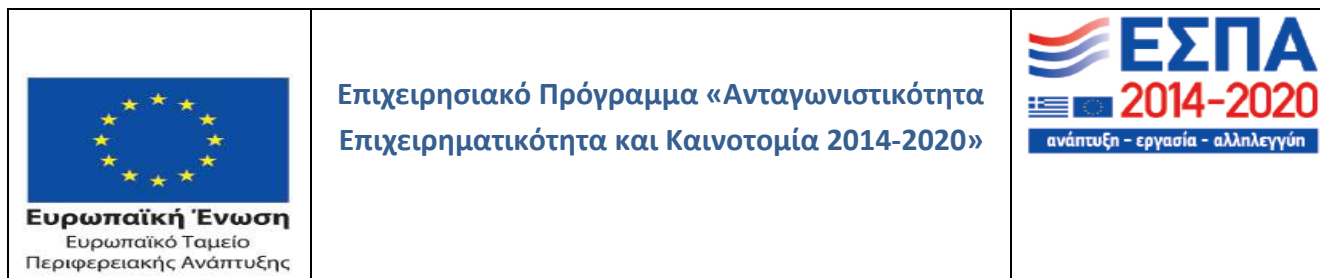 Ευρωπαϊκή Ένωση
Ευρωπαϊκό Ταμείο
Περιφερειακής Ανάπτυξης
Επιχειρησιακό Πρόγραμμα «Ανταγωνιστικότητα
Επιχειρηματικότητα και Καινοτομία 2014-2020»
ΕΣΠΑ
2014-2020
ανάπτυξη - εργασία - αλληλεγγύη